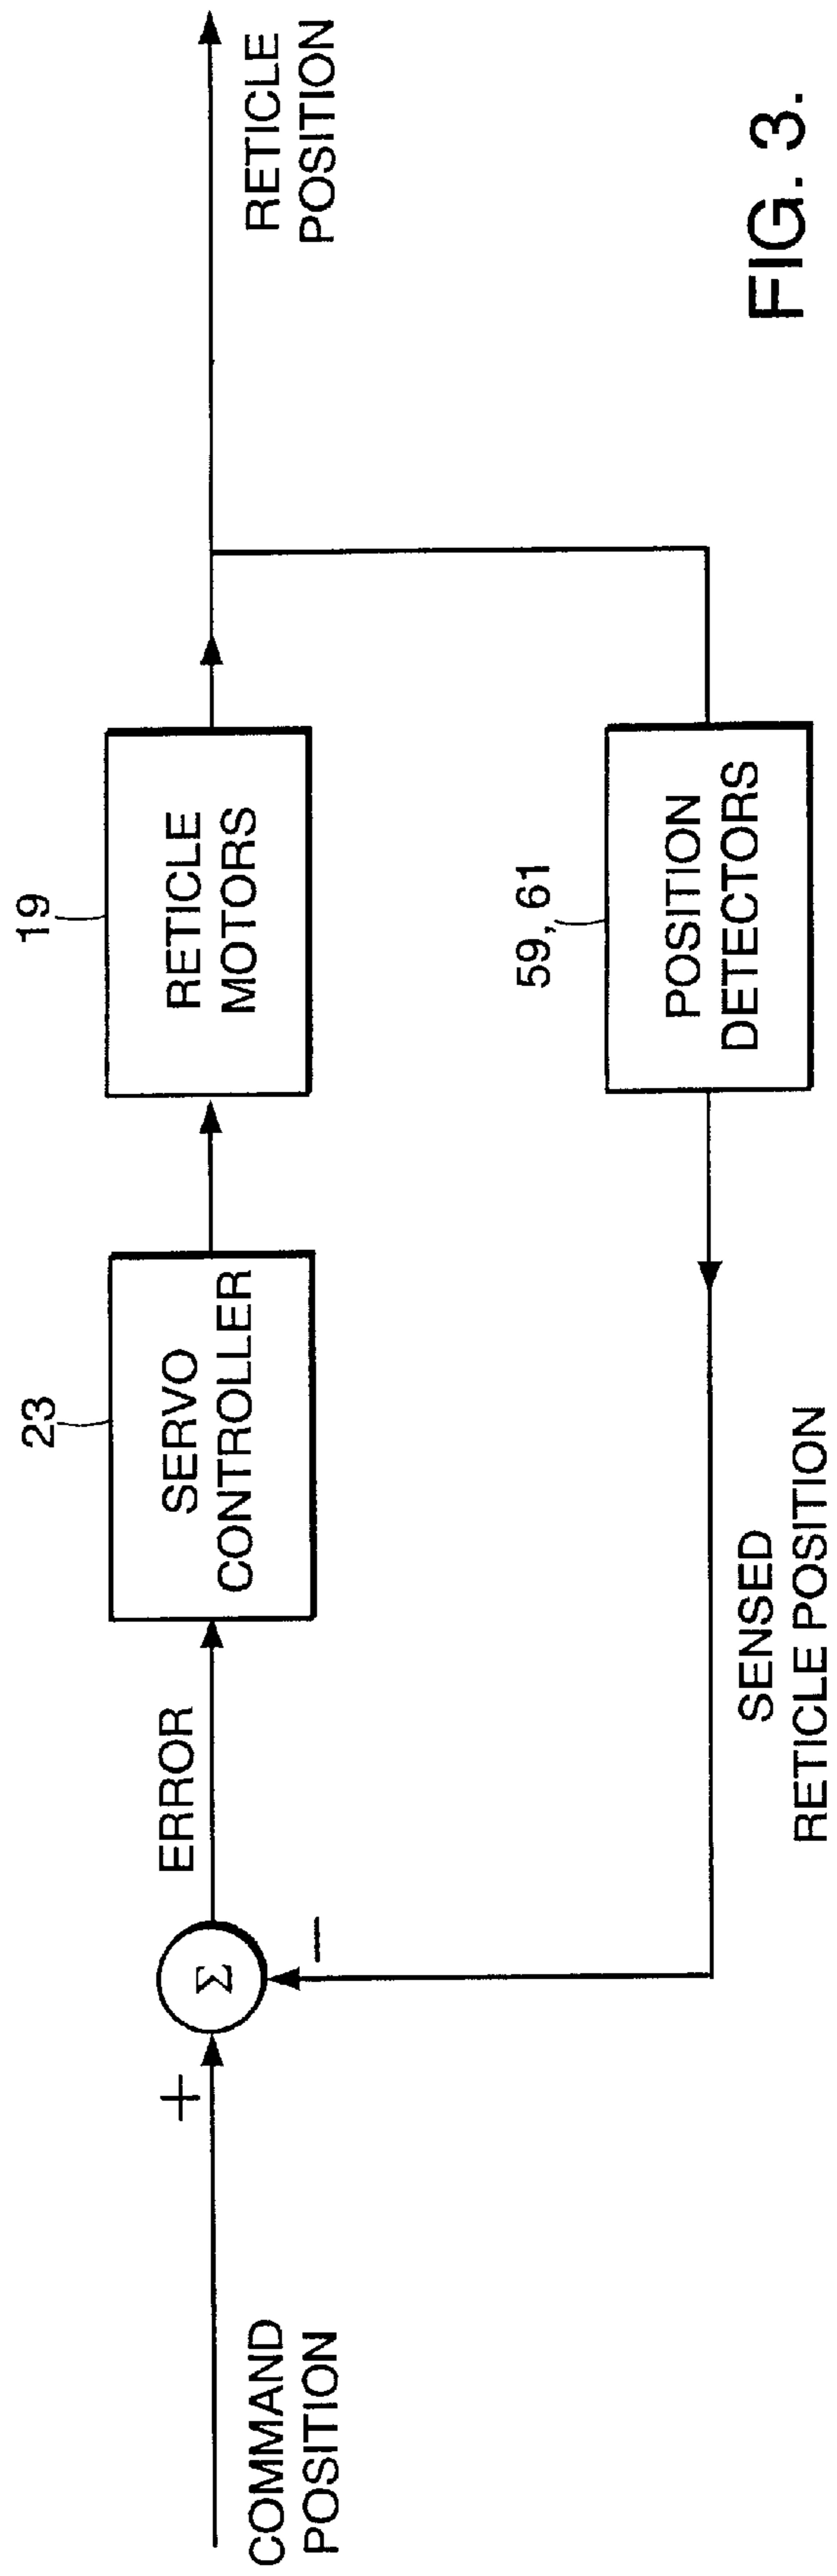 COMMAND
POSITION
+
Σ
−
ERROR
23
SERVO
CONTROLLER
19
RETICLE
MOTORS
RETICLE
POSITION
59, 61
POSITION
DETECTORS
SENSED
RETICLE POSITION
FIG. 3.